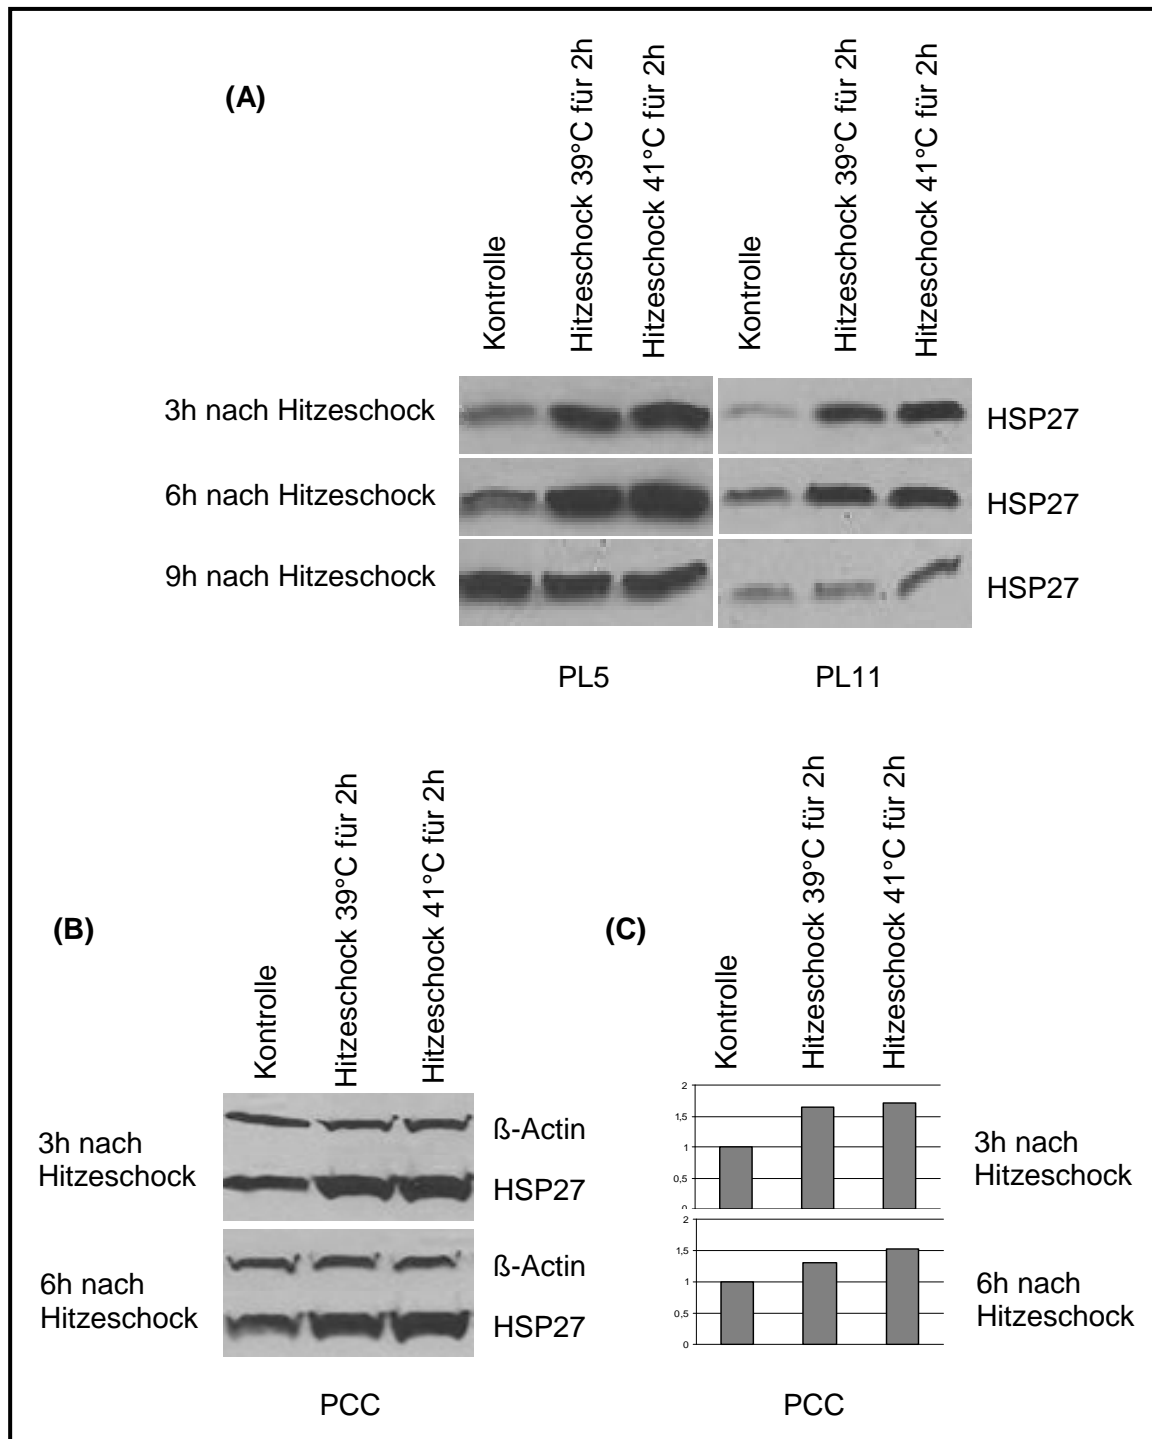 (A)
Kontrolle
Hitzeschock 39°C für 2h
Hitzeschock 41°C für 2h
Kontrolle
Hitzeschock 39°C für 2h
Hitzeschock 41°C für 2h
3h nach Hitzeschock
HSP27
6h nach Hitzeschock
HSP27
9h nach Hitzeschock
HSP27
PL5
PL11
(B)
Kontrolle
Hitzeschock 39°C für 2h
Hitzeschock 41°C für 2h
3h nach
Hitzeschock
ß-Actin
HSP27
6h nach
Hitzeschock
ß-Actin
HSP27
PCC
(C)
Kontrolle
Hitzeschock 39°C für 2h
Hitzeschock 41°C für 2h
2
1,5
1
0,5
0
3h nach
Hitzeschock
2
1,5
1
0,5
0
6h nach
Hitzeschock
PCC